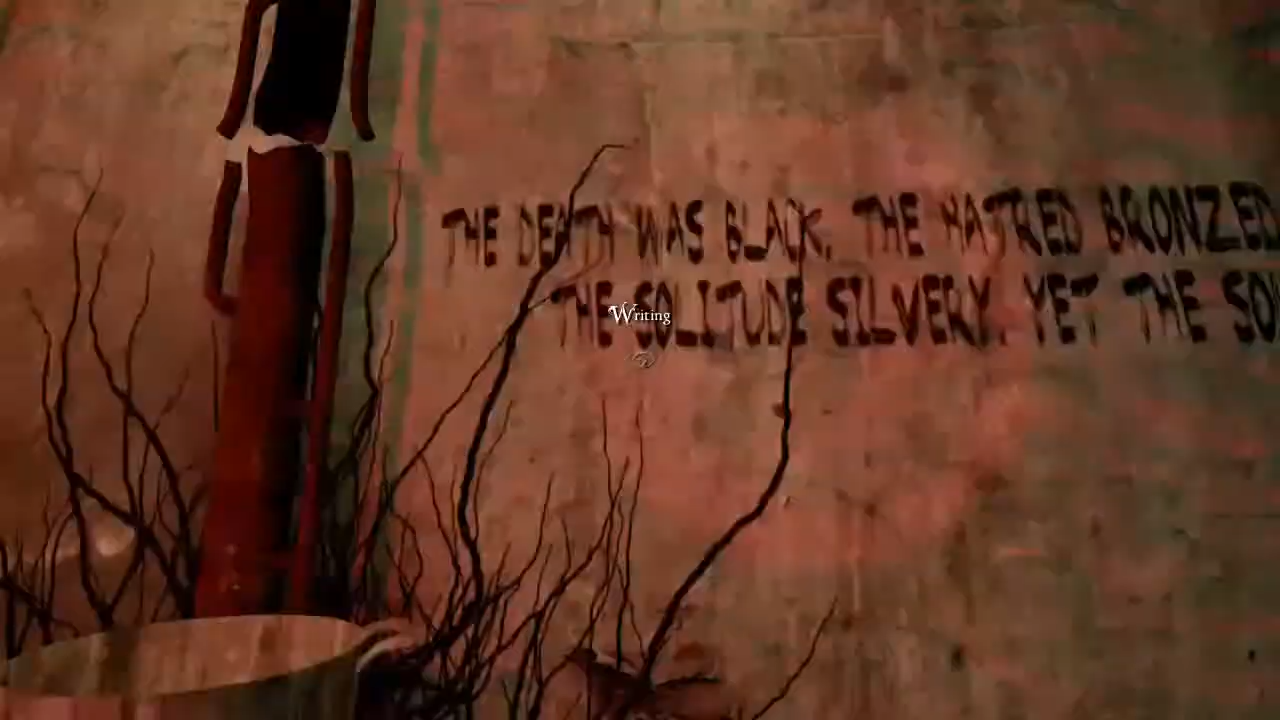 THE DEATH WAS BLACK, THE HATRED BRONZED
THE SOLITUDE SILVERY, YET THE
Writing